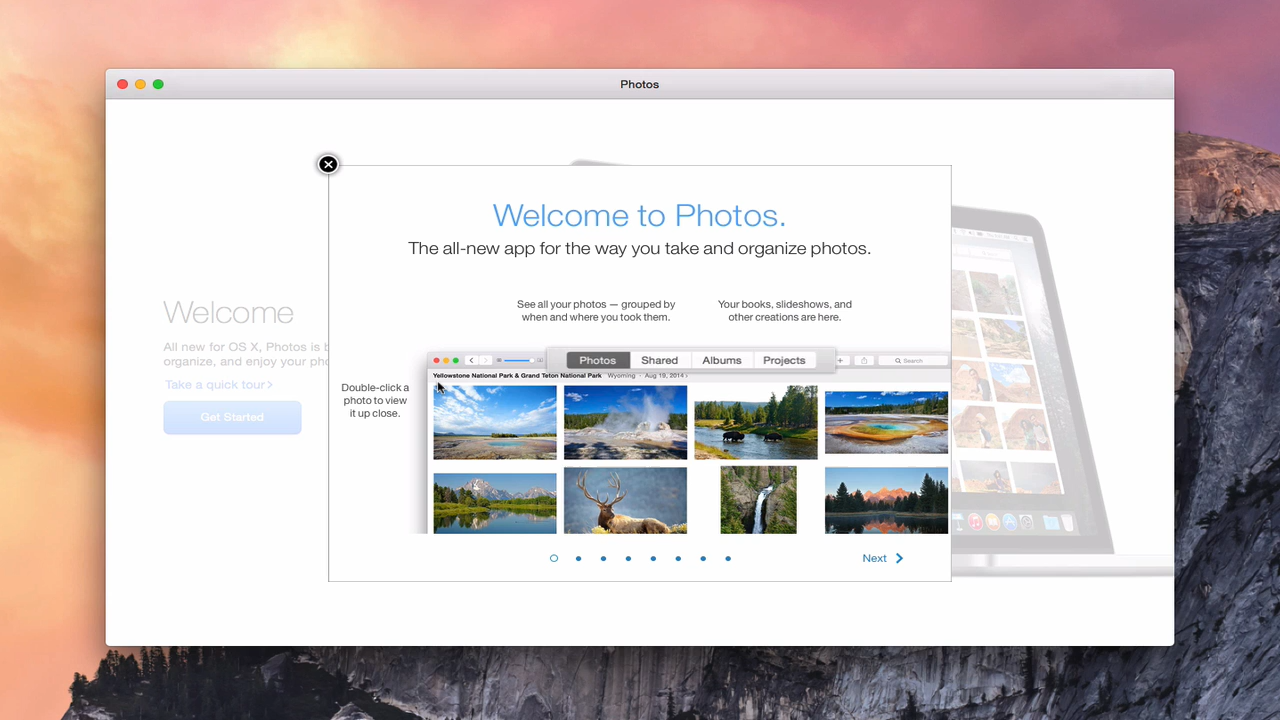 Photos
Welcome to Photos.
The all-new app for the way you take and organize photos.
See all your photos — grouped by
when and where you took them.
Your books, slideshows, and
other creations are here.
Welcome
All new for OS X, Photos is
organize, and enjoy your
Take a quick tour>
Get Started
Photos Shared Albums Projects
Search
Yellowstone National Park & Grand Teton National Park Wyoming · Aug 19, 2014 ›
Double-click a
photo to view
it up close.
Next